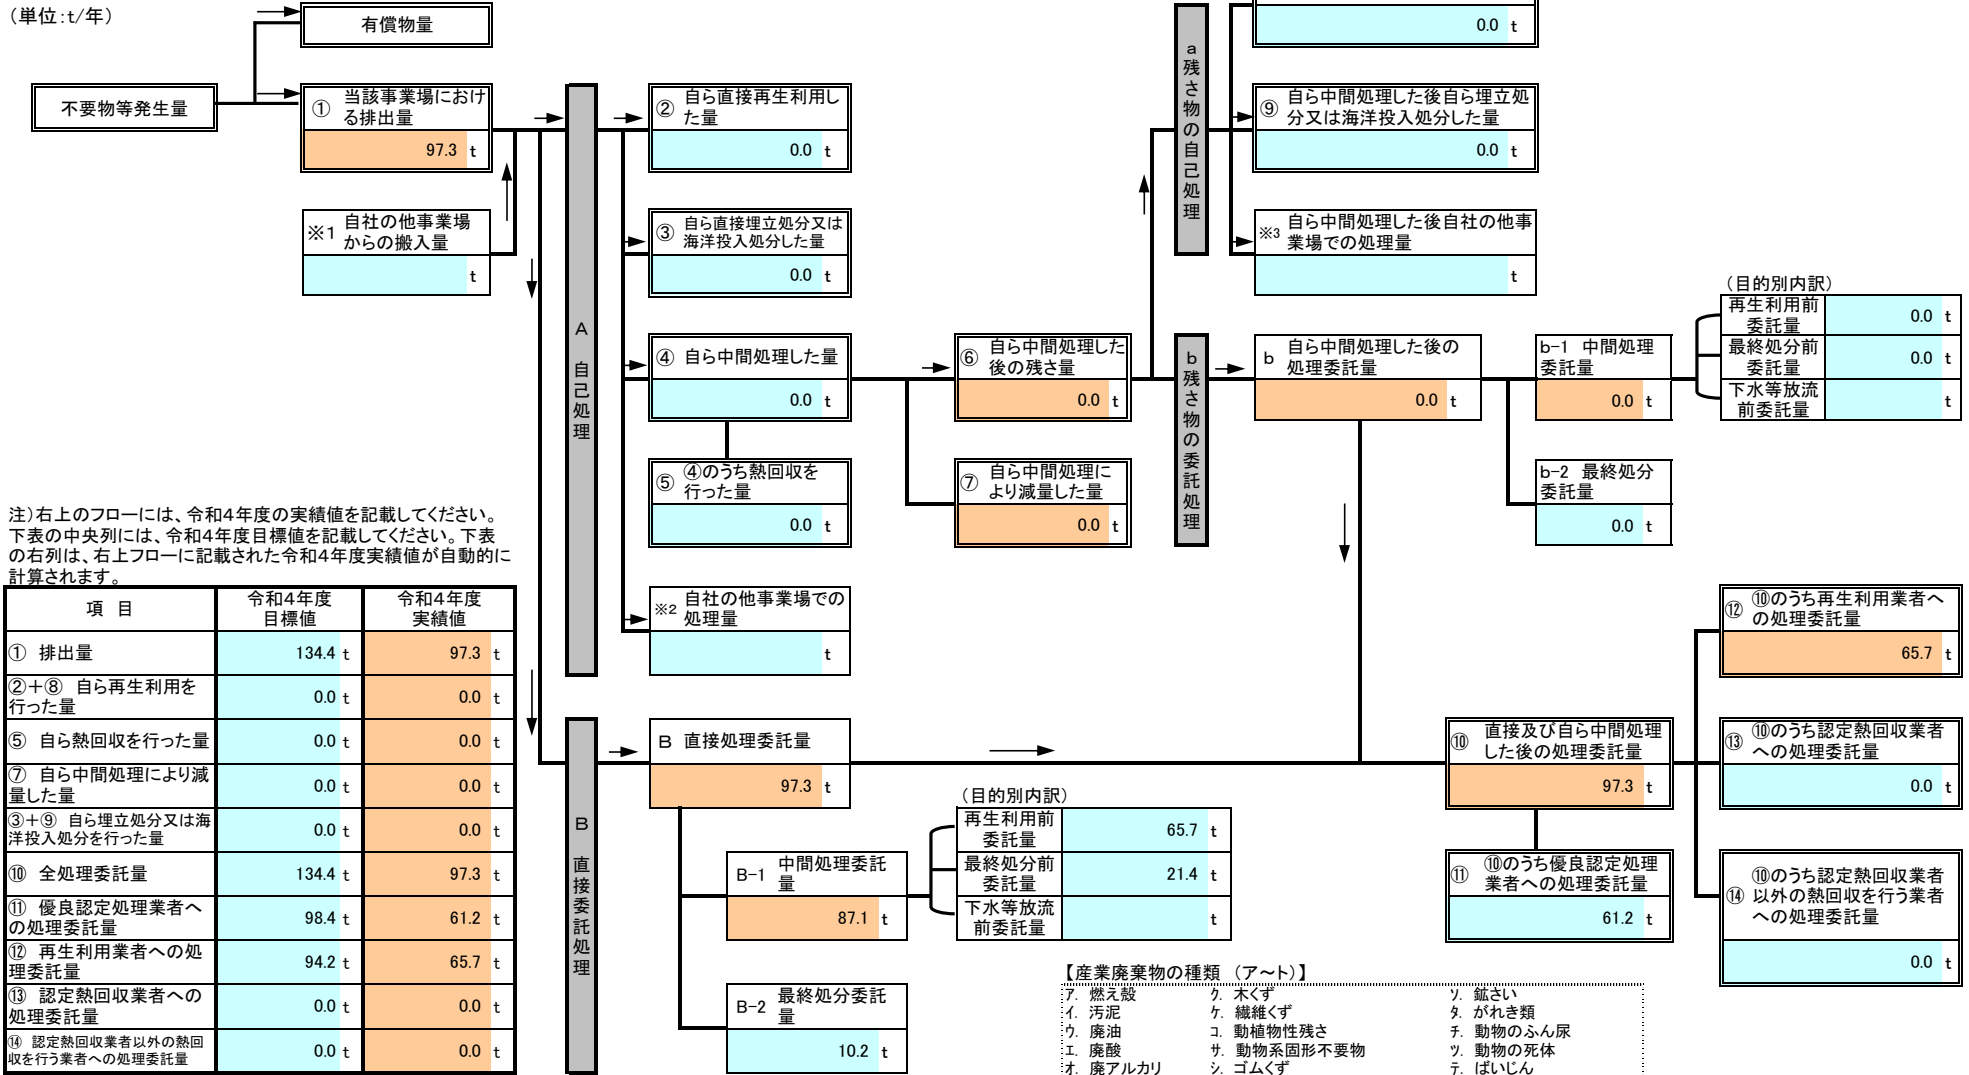 （単位：t/年）
有償物量
不要物等発生量
① 当該事業場におけ
る排出量
97.3 t
※1 自社の他事業場
からの搬入量
t
A 自己処理
② 自ら直接再生利用し
た量
0.0 t
③ 自ら直接埋立処分又は
海洋投入処分した量
0.0 t
④ 自ら中間処理した量
0.0 t
⑤ ④のうち熱回収を
行った量
0.0 t
※2 自社の他事業場での
処理量
t
⑥ 自ら中間処理した
後の残さ量
0.0 t
⑦ 自ら中間処理に
より減量した量
0.0 t
a 残さ物の自己処理
0.0 t
⑨ 自ら中間処理した後自ら埋立処
分又は海洋投入処分した量
0.0 t
※3 自ら中間処理した後自社の他事
業場での処理量
t
b 残さ物の委託処理
b 自ら中間処理した後の
処理委託量
0.0 t
b-1 中間処理
委託量
0.0 t
b-2 最終処分
委託量
0.0 t
（目的別内訳）
再生利用前
委託量
0.0 t
最終処分前
委託量
0.0 t
下水等放流
前委託量
t
注）右上のフローには、令和４年度の実績値を記載してください。
下表の中央列には、令和４年度目標値を記載してください。下表
の右列は、右上フローに記載された令和４年度実績値が自動的に
計算されます。
項 目 令和４年度
目標値 令和４年度
実績値
① 排出量 134.4 t 97.3 t
②＋⑧ 自ら再生利用を
行った量 0.0 t 0.0 t
⑤ 自ら熱回収を行った量 0.0 t 0.0 t
⑦ 自ら中間処理により減
量した量 0.0 t 0.0 t
③＋⑨ 自ら埋立処分又は海
洋投入処分を行った量 0.0 t 0.0 t
⑩ 全処理委託量 134.4 t 97.3 t
⑪ 優良認定処理業者へ
の処理委託量 98.4 t 61.2 t
⑫ 再生利用業者への処
理委託量 94.2 t 65.7 t
⑬ 認定熱回収業者への
処理委託量 0.0 t 0.0 t
⑭ 認定熱回収業者以外の熱回
収を行う業者への処理委託量 0.0 t 0.0 t
B 直接委託処理
B 直接処理委託量
97.3 t
B-1 中間処理委託
量
87.1 t
B-2 最終処分委託
量
10.2 t
（目的別内訳）
再生利用前
委託量
65.7 t
最終処分前
委託量
21.4 t
下水等放流
前委託量
t
⑩ 直接及び自ら中間処理
した後の処理委託量
97.3 t
⑪ ⑩のうち優良認定処理
業者への処理委託量
61.2 t
⑫ ⑩のうち再生利用業者へ
の処理委託量
65.7 t
⑬ ⑩のうち認定熱回収業者
への処理委託量
0.0 t
⑭ ⑩のうち認定熱回収業者
以外の熱回収を行う業者
への処理委託量
0.0 t
【産業廃棄物の種類 （ア～ト）】
ア. 燃え殻 ク. 木くず ソ. 鉱さい
イ. 汚泥 ケ. 繊維くず タ. がれき類
ウ. 廃油 コ. 動植物性残さ チ. 動物のふん尿
エ. 廃酸 サ. 動物系固形不要物 ツ. 動物の死体
オ. 廃アルカリ シ. ゴムくず テ. ばいじん